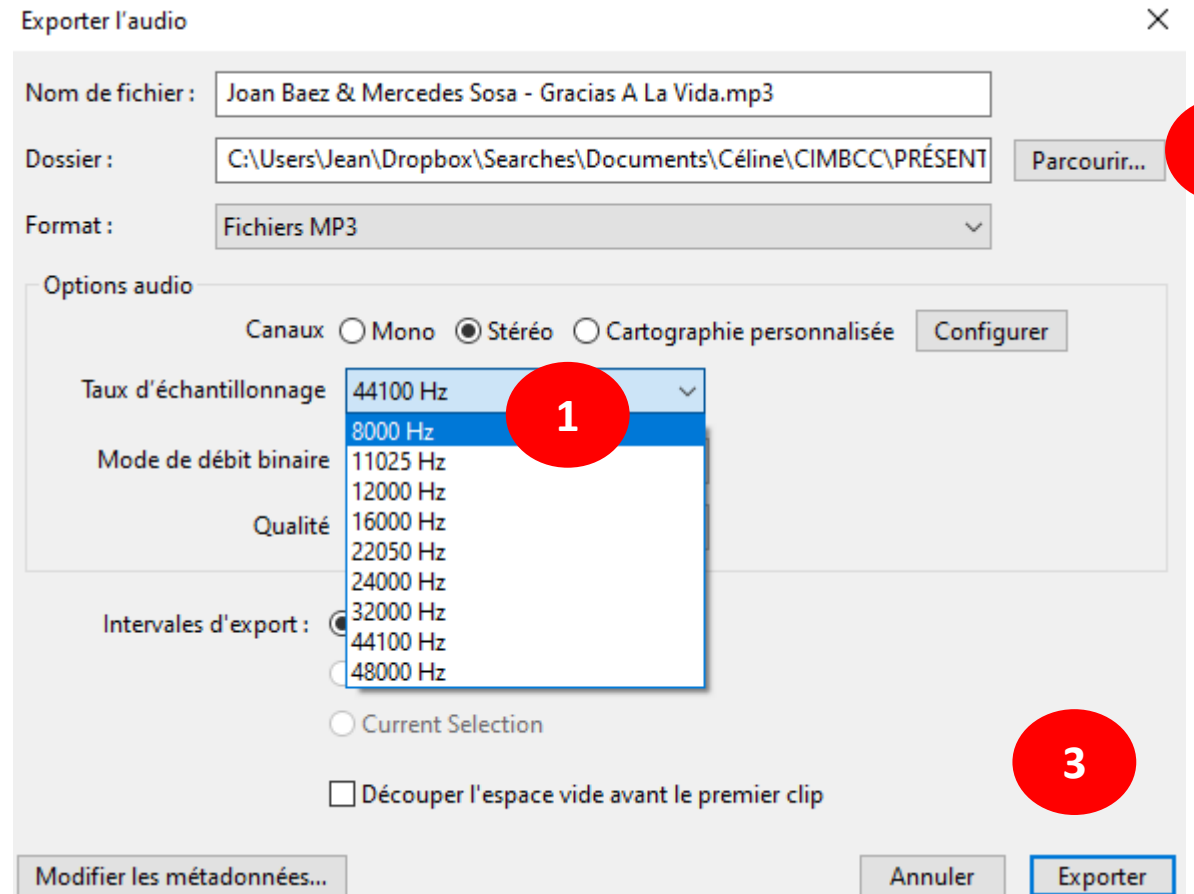 Exporter l'audio
Nom de fichier : Joan Baez & Mercedes Sosa - Gracias A La Vida.mp3
Dossier : C:\Users\Jean\Dropbox\Searches\Documents\Céline\CIMBCC\PRÉSENT Parcourir...
Format : Fichiers MP3
Options audio
Canaux Mono Stéréo Cartographie personnalisée Configurer
Taux d'échantillonnage 44100 Hz
1
8000 Hz
Mode de débit binaire 11025 Hz
12000 Hz
Qualité 16000 Hz
22050 Hz
24000 Hz
Intervales d'export : 32000 Hz
44100 Hz
48000 Hz
Current Selection
3
Découper l'espace vide avant le premier clip
Modifier les métadonnées... Annuler Exporter